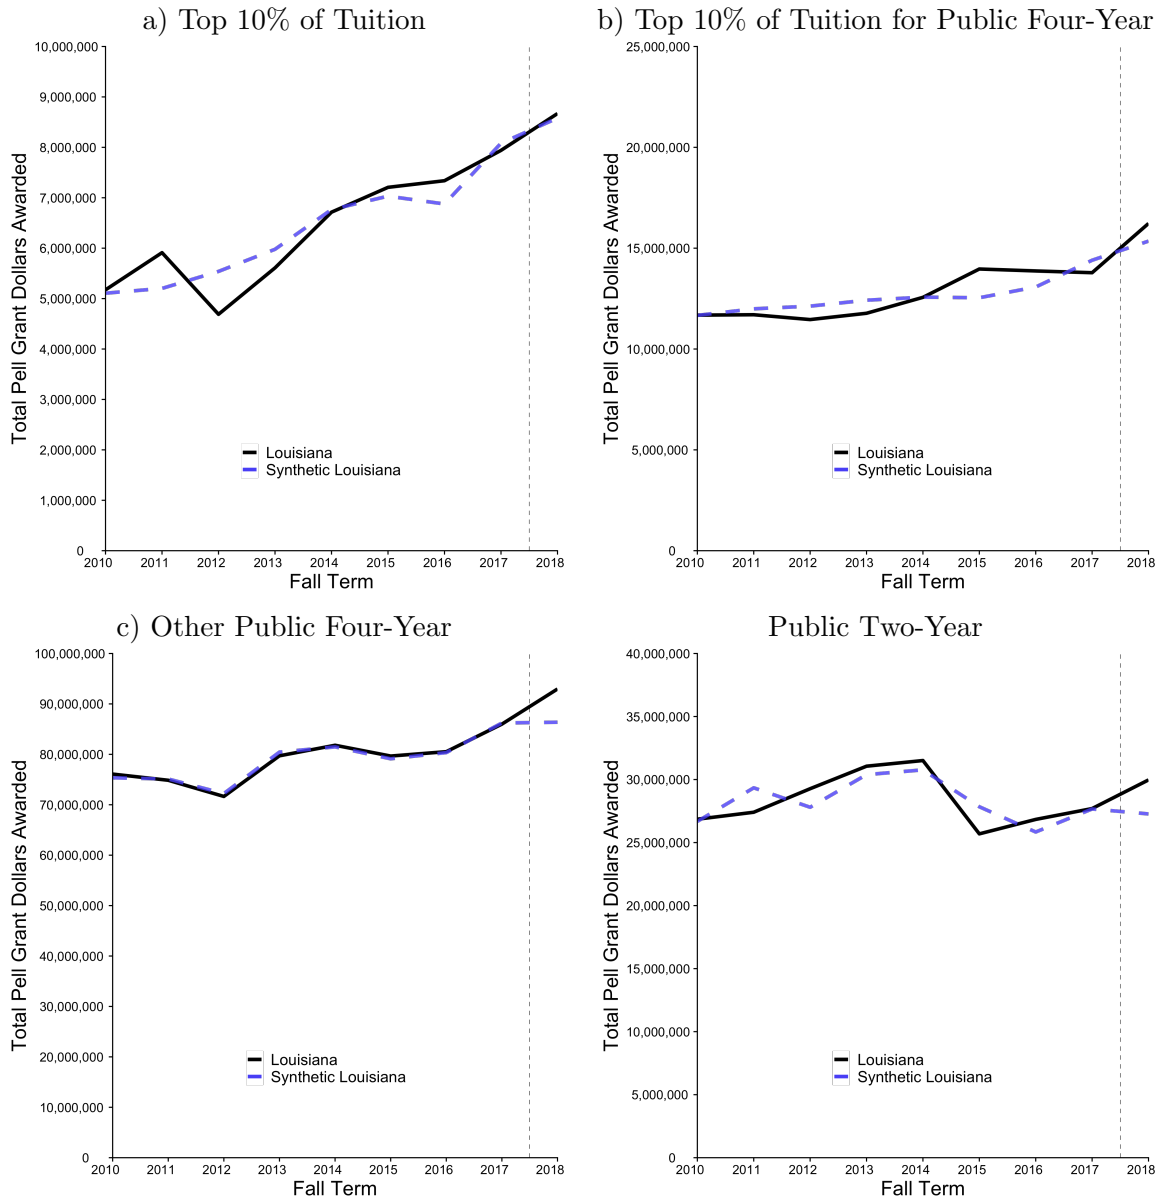 a) Top 10% of Tuition
10,000,000
9,000,000
8,000,000
7,000,000
6,000,000
5,000,000
4,000,000
3,000,000
2,000,000
1,000,000
0
Total Pell Grant Dollars Awarded
Louisiana
Synthetic Louisiana
2010 2011 2012 2013 2014 2015 2016 2017 2018
Fall Term
b) Top 10% of Tuition for Public Four-Year
25,000,000
20,000,000
15,000,000
10,000,000
5,000,000
0
Total Pell Grant Dollars Awarded
Louisiana
Synthetic Louisiana
2010 2011 2012 2013 2014 2015 2016 2017 2018
Fall Term
c) Other Public Four-Year
100,000,000
90,000,000
80,000,000
70,000,000
60,000,000
50,000,000
40,000,000
30,000,000
20,000,000
10,000,000
0
Total Pell Grant Dollars Awarded
Louisiana
Synthetic Louisiana
2010 2011 2012 2013 2014 2015 2016 2017 2018
Fall Term
Public Two-Year
40,000,000
35,000,000
30,000,000
25,000,000
20,000,000
15,000,000
10,000,000
5,000,000
0
Total Pell Grant Dollars Awarded
Louisiana
Synthetic Louisiana
2010 2011 2012 2013 2014 2015 2016 2017 2018
Fall Term